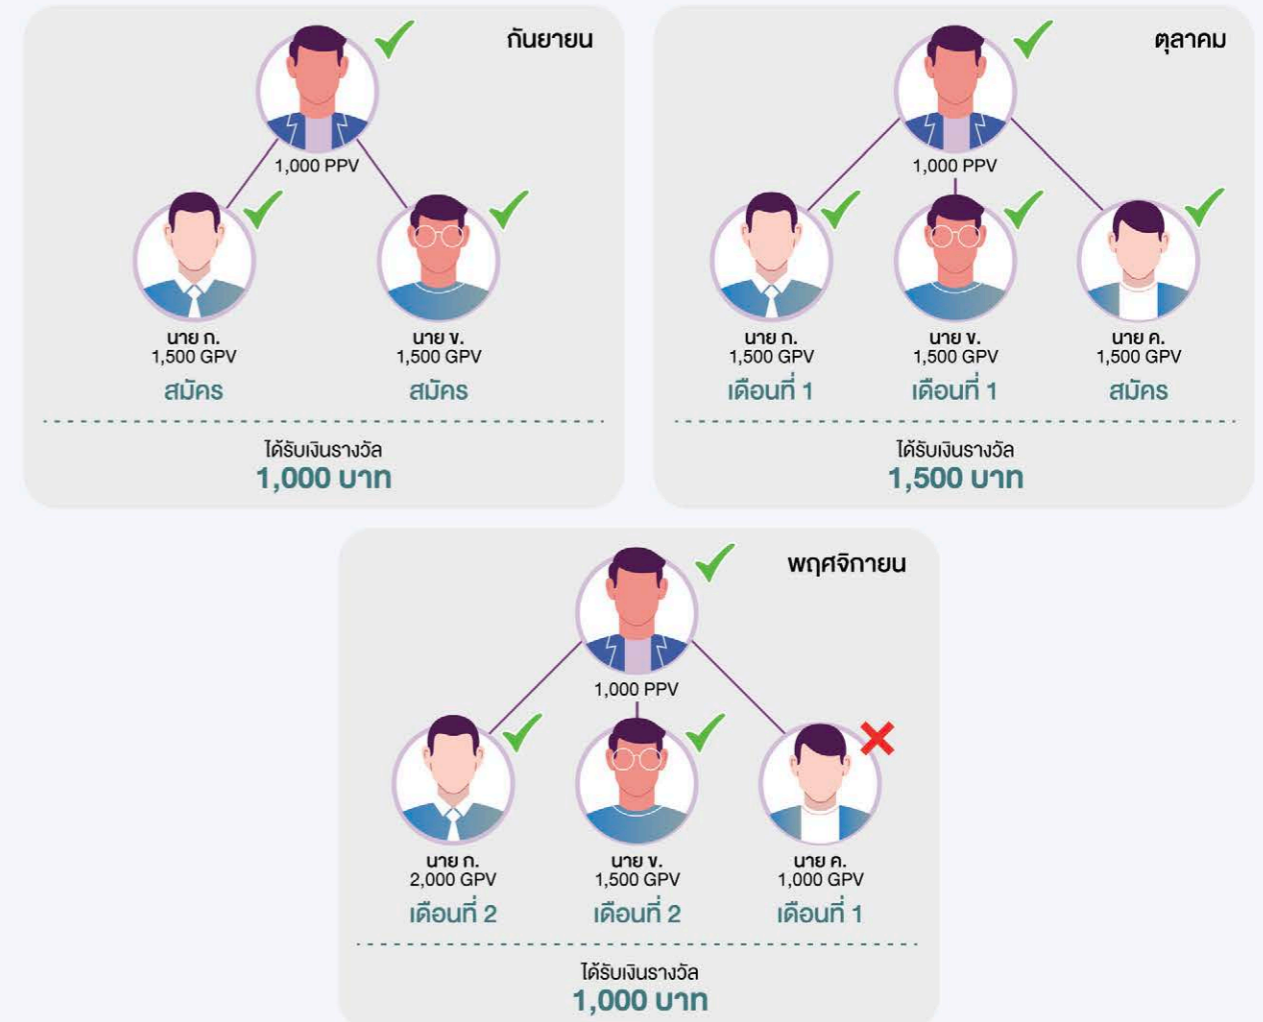 กันยายน
1,000 PPV
นาย ก.
1,500 GPV
สมัคร
นาย ข.
1,500 GPV
สมัคร
ได้รับเงินรางวัล
1,000 บาท
ตุลาคม
1,000 PPV
นาย ก.
1,500 GPV
เดือนที่ 1
นาย ข.
1,500 GPV
เดือนที่ 1
นาย ค.
1,500 GPV
สมัคร
ได้รับเงินรางวัล
1,500 บาท
พฤศจิกายน
1,000 PPV
นาย ก.
2,000 GPV
เดือนที่ 2
นาย ข.
1,500 GPV
เดือนที่ 2
นาย ค.
1,000 GPV
เดือนที่ 1
ได้รับเงินรางวัล
1,000 บาท